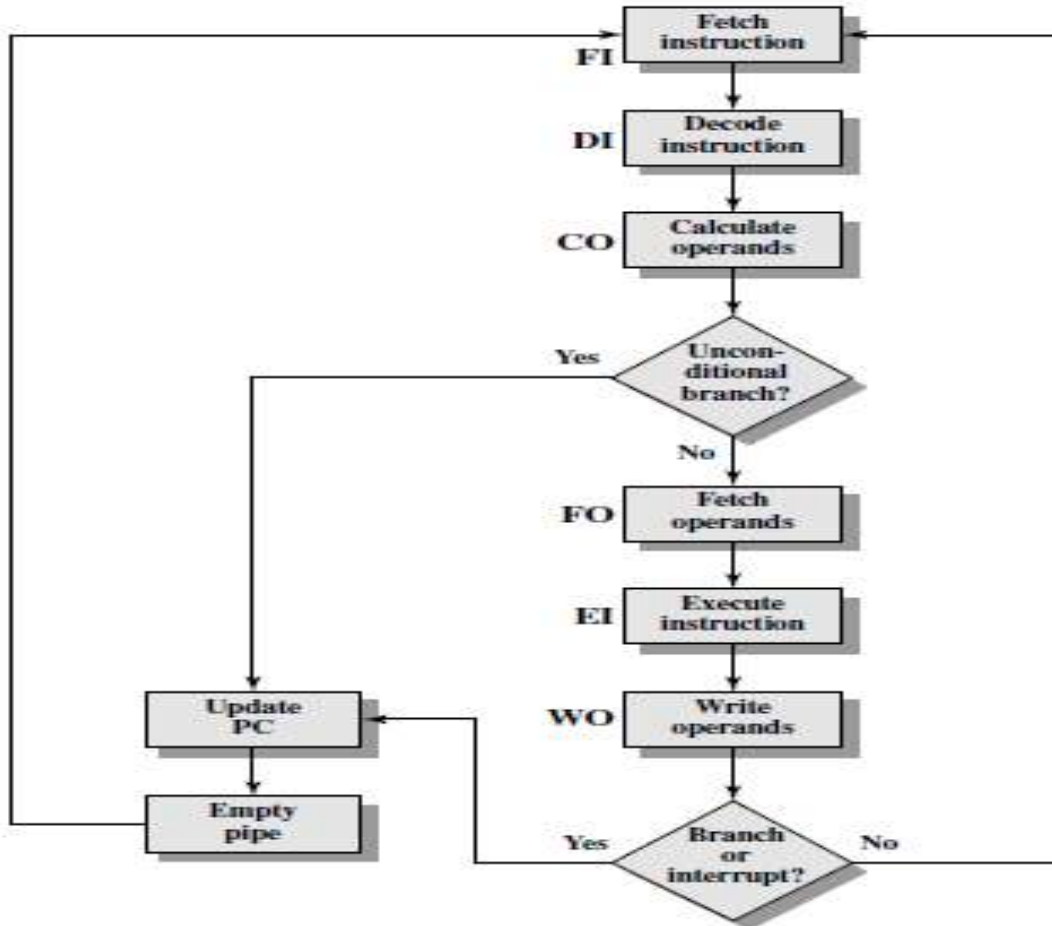 Fetch
instruction
FI
Decode
instruction
DI
Calculate
operands
CO
Uncon-
ditional
branch?
Yes
No
Fetch
operands
FO
Execute
instruction
EI
Write
operands
WO
Update
PC
Empty
pipe
Branch
or
interrupt?
Yes
No